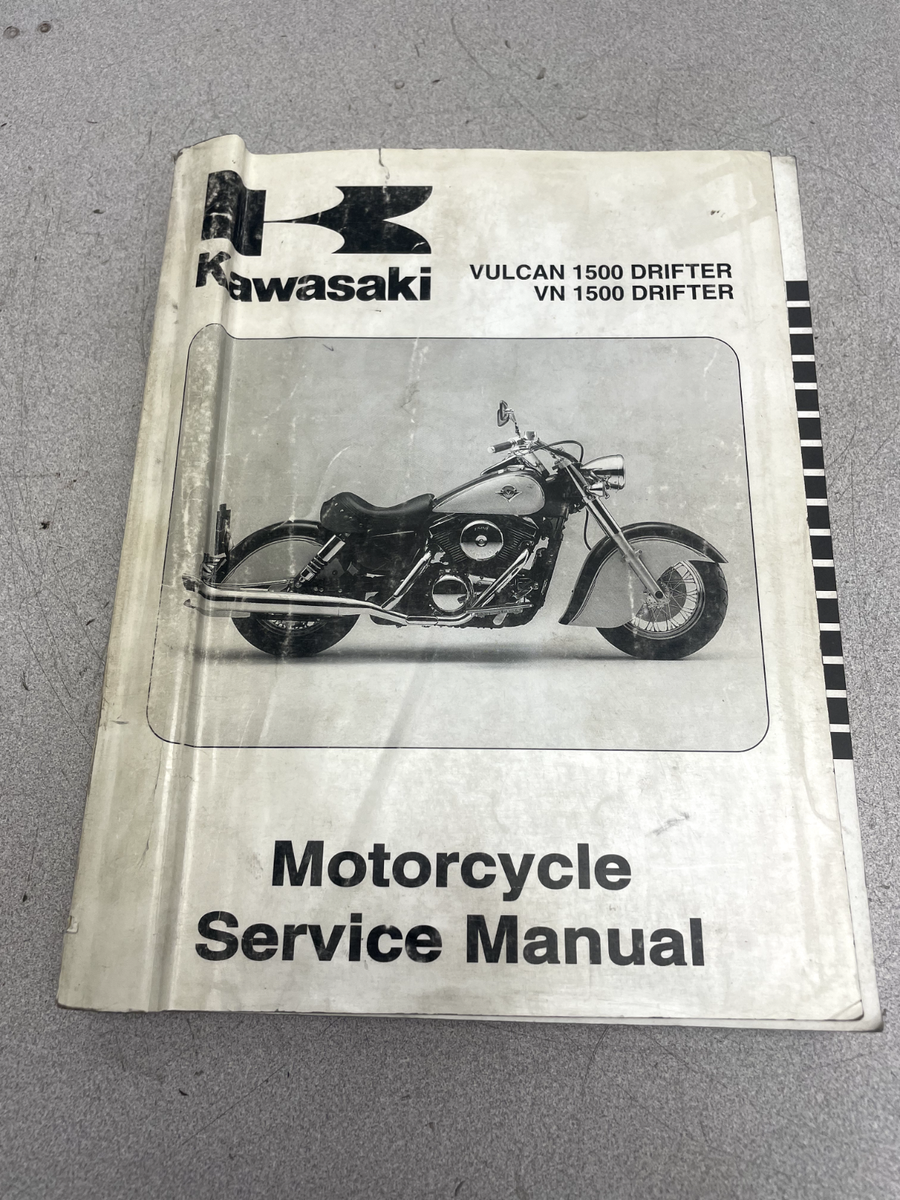 Kawasaki
VULCAN 1500 DRIFTER
VN 1500 DRIFTER
Motorcycle
Service Manual